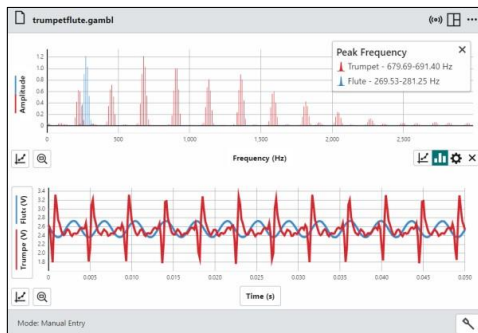 trumpetflute.gambl
Peak Frequency
Trumpet - 679.69-691.40 Hz
Flute - 269.53-281.25 Hz
Amplitude
1.2
1.0
0.8
0.6
0.4
0.2
0
0 500 1,000 1,500 2,000 2,500
Frequency (Hz)
Trumpe (V) Flute (V)
3.4
3.2
3.0
2.8
2.6
2.4
2.2
2.0
1.8
0 0.005 0.010 0.015 0.020 0.025 0.030 0.035 0.040 0.045 0.050
Time (s)
Mode: Manual Entry